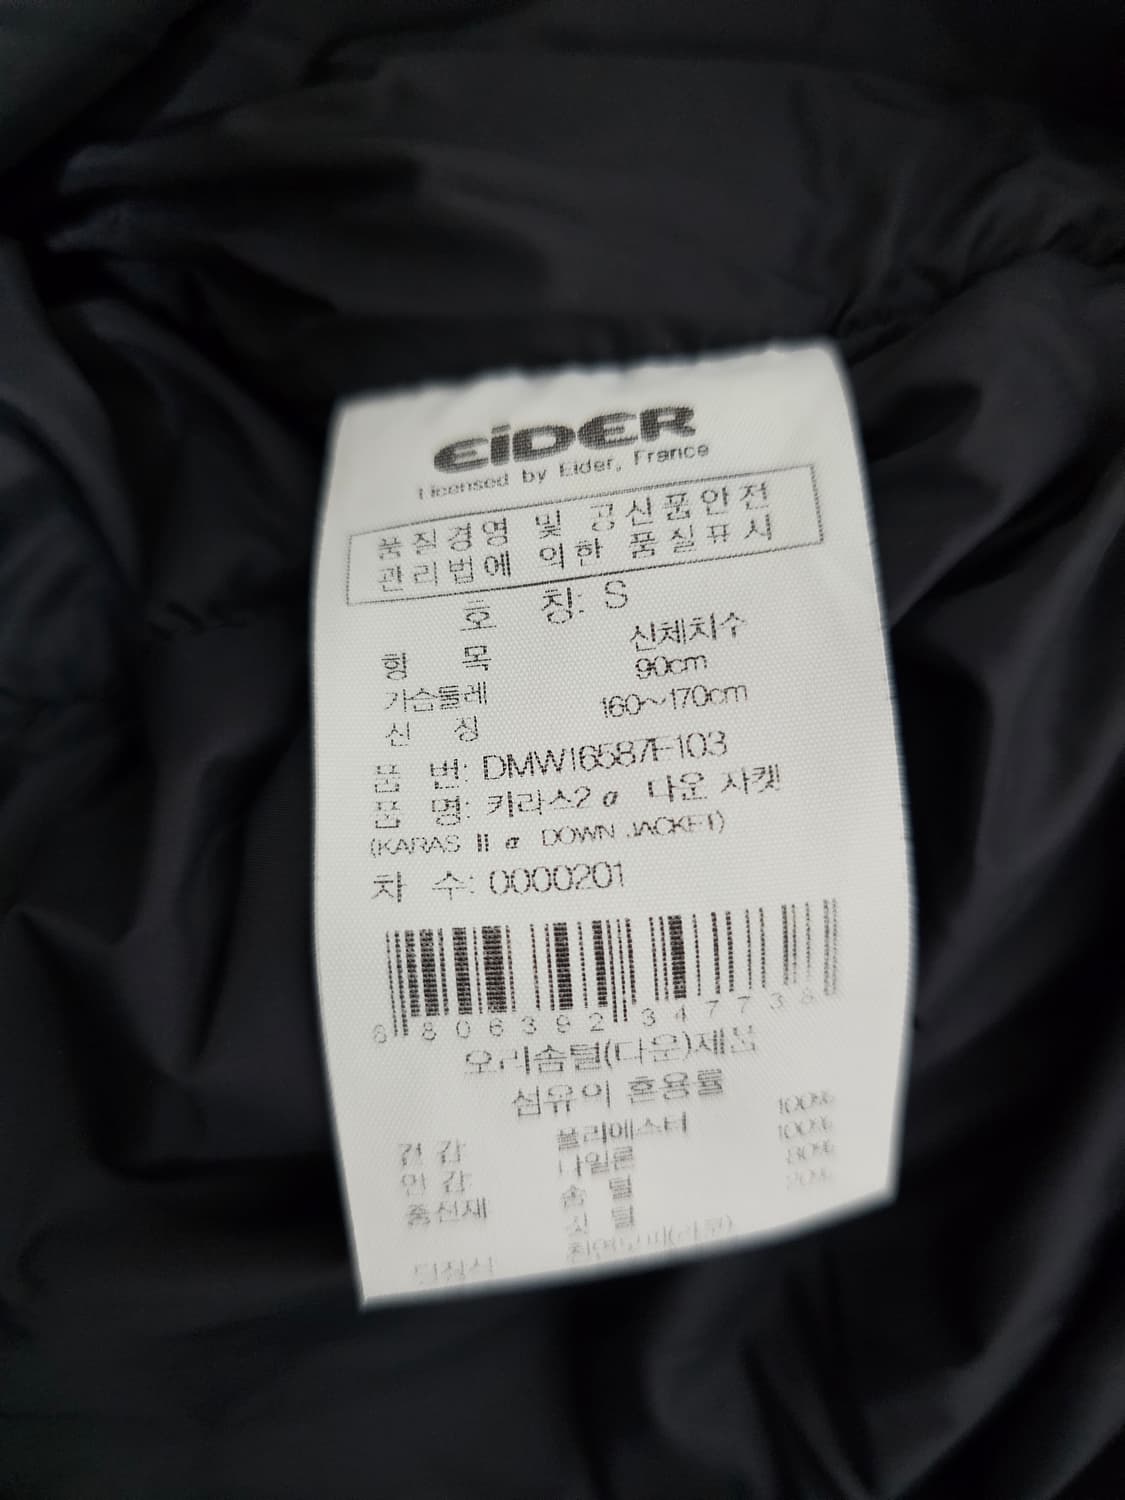 EiDER
Licensed by Eider, France
품질경영 및 공산품안전
관리법에 의한 품질표시
호 칭: S
항 목 신체치수
가슴둘레 90cm
신 장 160~170cm
품 번: DMW16587F103
품 명: 카라스2 α 다운 자켓
(KARAS II α DOWN JACKET)
차 수: 0000201
8 806392 347738
오리솜털(다운)제품
섬유의 혼용률
겉 감 폴리에스터 100%
안 감 나일론 100%
충전재 솜 털 80%
깃 털 20%